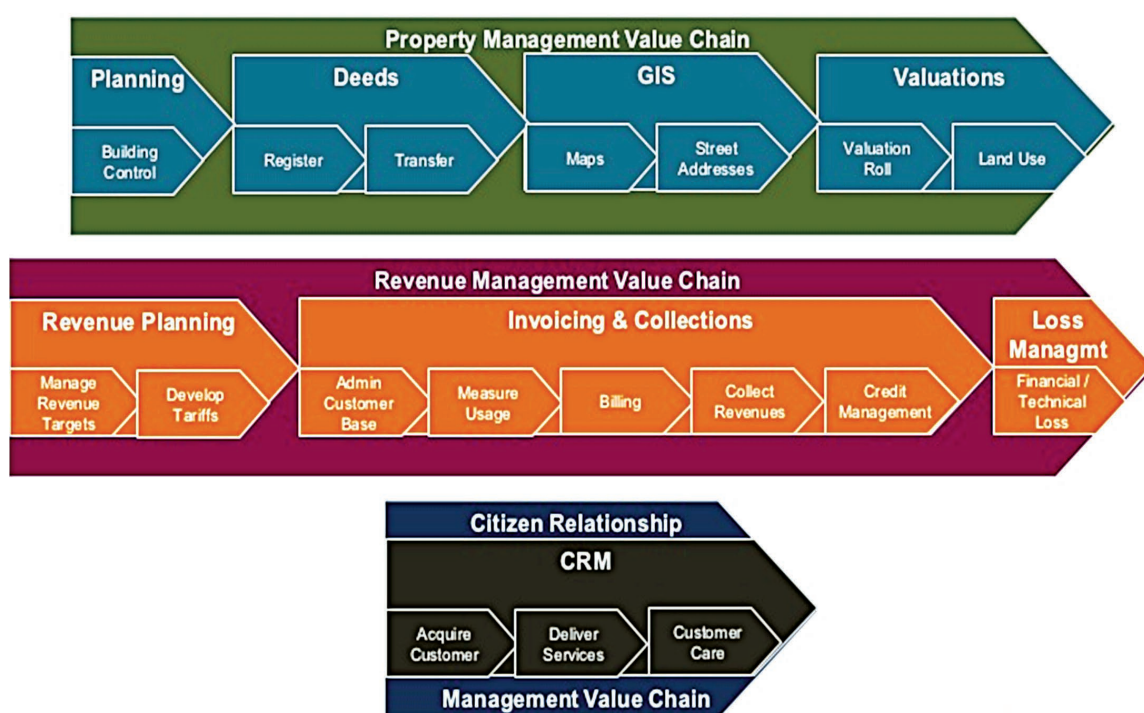 Property Management Value Chain
Planning
Deeds
GIS
Valuations
Building
Control
Register
Transfer
Maps
Street
Addresses
Valuation
Roll
Land Use
Revenue Management Value Chain
Revenue Planning
Invoicing & Collections
Loss
Managmt
Manage
Revenue
Targets
Develop
Tariffs
Admin
Customer
Base
Measure
Usage
Billing
Collect
Revenues
Credit
Management
Financial /
Technical
Loss
Citizen Relationship
CRM
Acquire
Customer
Deliver
Services
Customer
Care
Management Value Chain